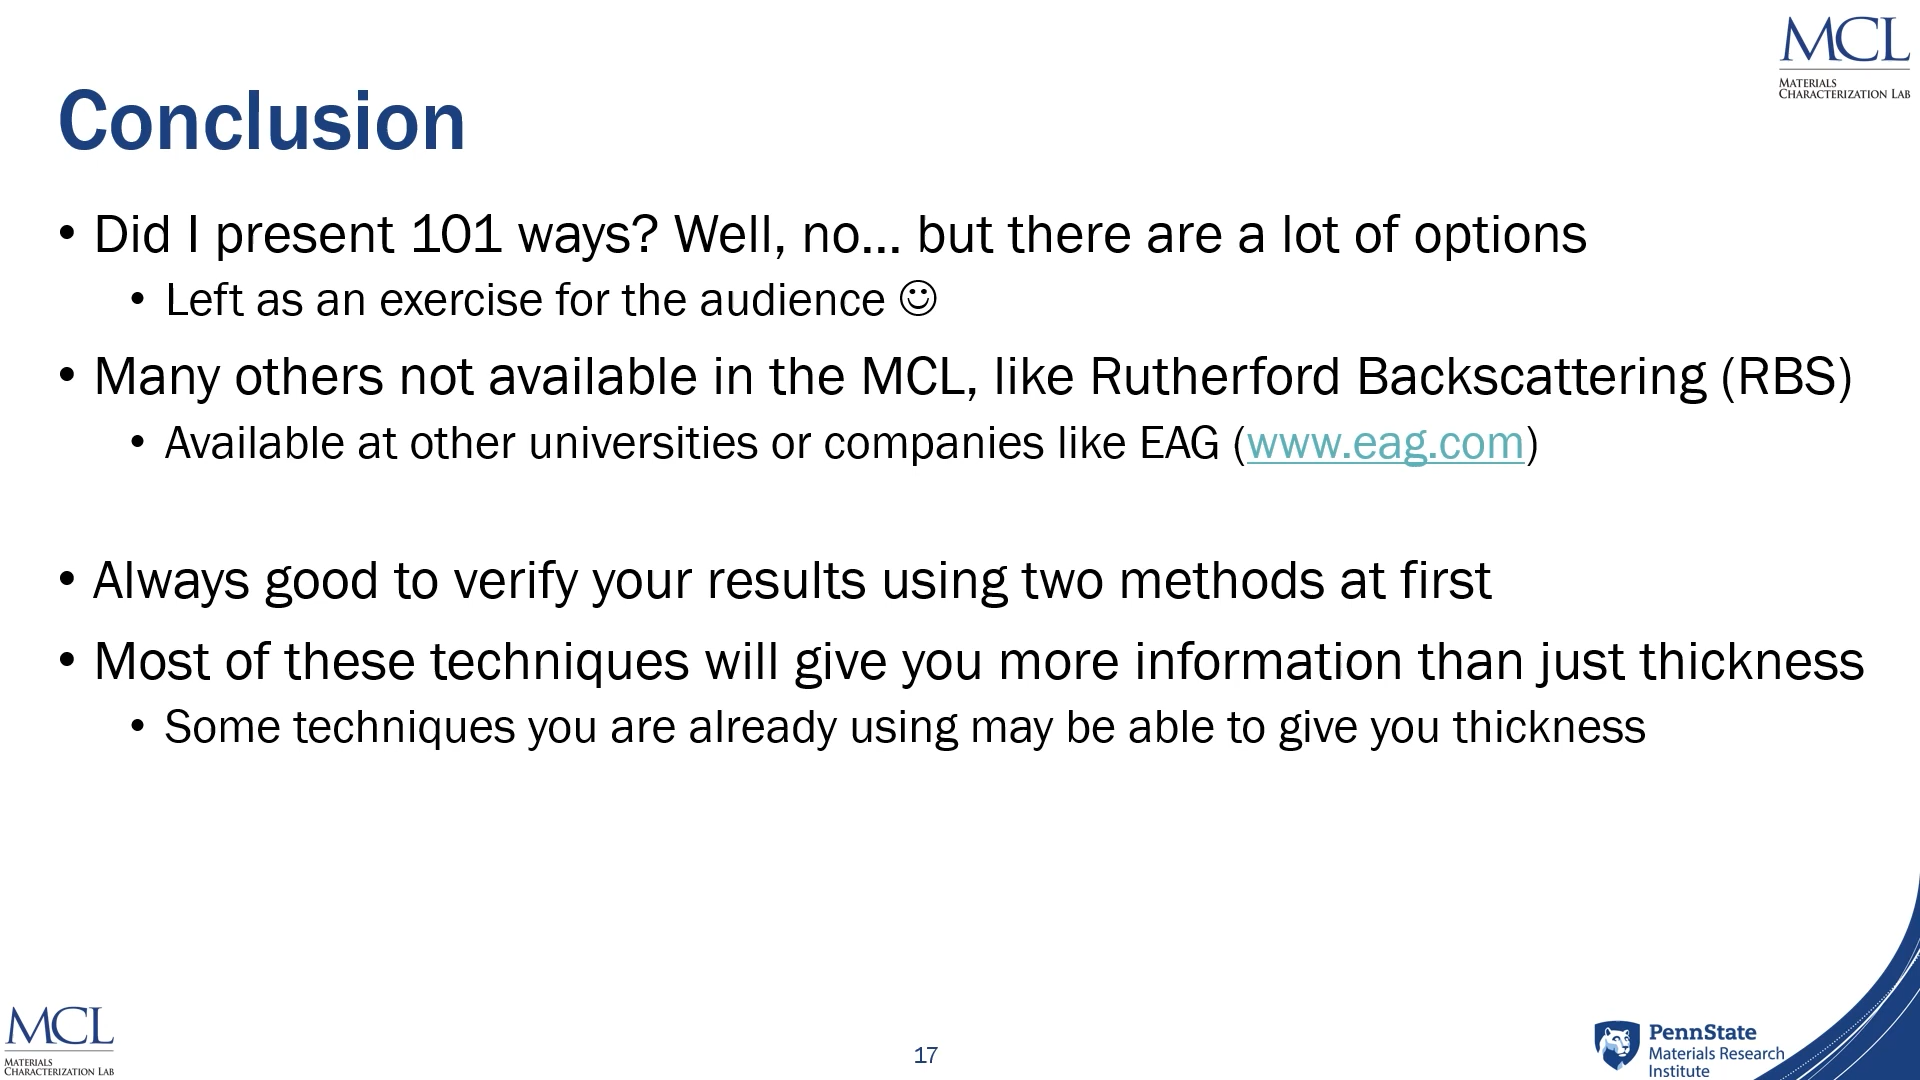 MCL
MATERIALS
CHARACTERIZATION LAB
Conclusion
• Did I present 101 ways? Well, no… but there are a lot of options
• Left as an exercise for the audience ☺
• Many others not available in the MCL, like Rutherford Backscattering (RBS)
• Available at other universities or companies like EAG (www.eag.com)
• Always good to verify your results using two methods at first
• Most of these techniques will give you more information than just thickness
• Some techniques you are already using may be able to give you thickness
MCL
MATERIALS
CHARACTERIZATION LAB
17
PennState
Materials Research
Institute